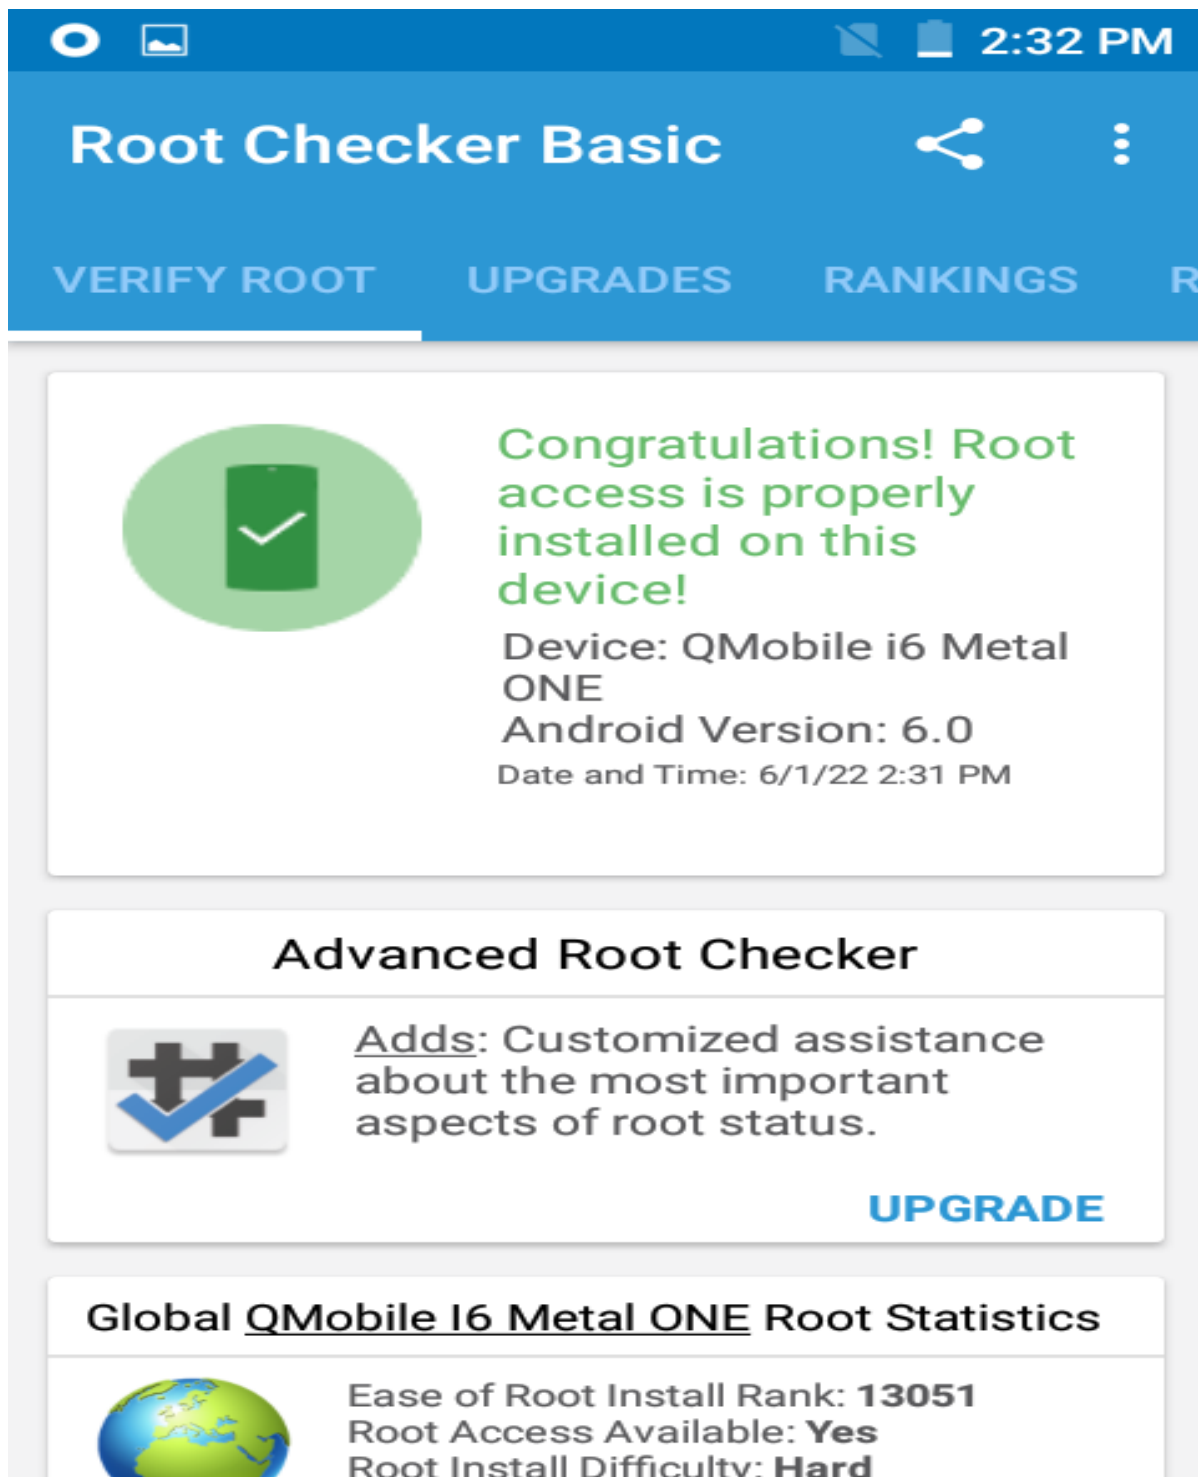 2:32 PM
Root Checker Basic
VERIFY ROOT UPGRADES RANKINGS R
Congratulations! Root
access is properly
installed on this
device!
Device: QMobile i6 Metal
ONE
Android Version: 6.0
Date and Time: 6/1/22 2:31 PM
Advanced Root Checker
Adds: Customized assistance
about the most important
aspects of root status.
UPGRADE
Global QMobile I6 Metal ONE Root Statistics
Ease of Root Install Rank: 13051
Root Access Available: Yes
Root Install Difficulty: Hard